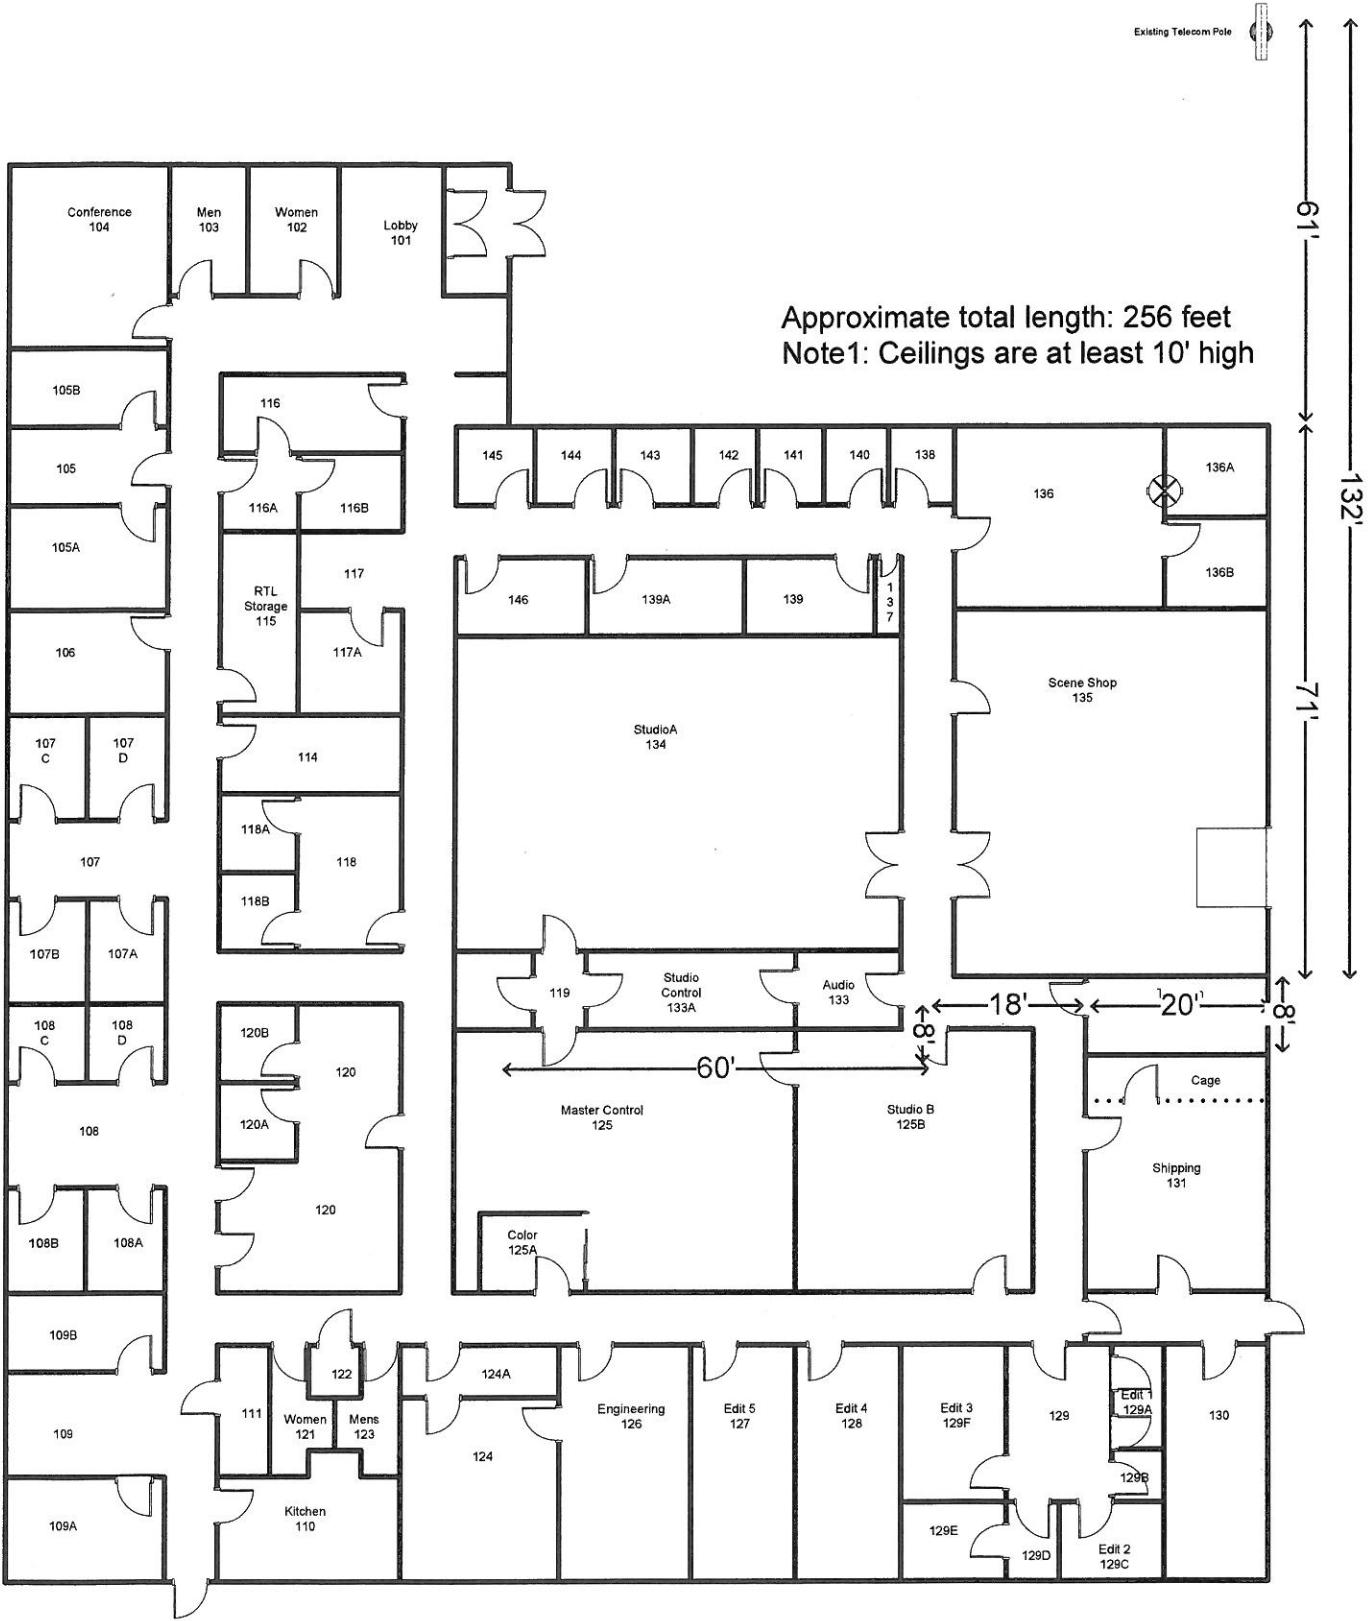 Existing Telecom Pole
61'
132'
Conference
104
Men
103
Women
102
Lobby
101
Approximate total length: 256 feet
Note1: Ceilings are at least 10' high
105B
116
105
145
144
143
142
141
140
138
136
136A
116A
116B
105A
117
136B
RTL
Storage
115
146
139A
139
1
3
7
106
117A
Scene Shop
135
71'
StudioA
134
107
C
107
D
114
118A
107
118
118B
107B
107A
119
Studio
Control
133A
Audio
133
18'
20'
8'
108
C
108
D
120B
8'
120
60'
Cage
Master Control
125
Studio B
125B
120A
108
Shipping
131
120
108B
108A
Color
125A
109B
122
124A
111
Women
121
Mens
123
Engineering
126
Edit 5
127
Edit 4
128
Edit 3
129F
129
Edit 1
129A
130
109
124
129B
Kitchen
110
109A
129E
129D
Edit 2
129C